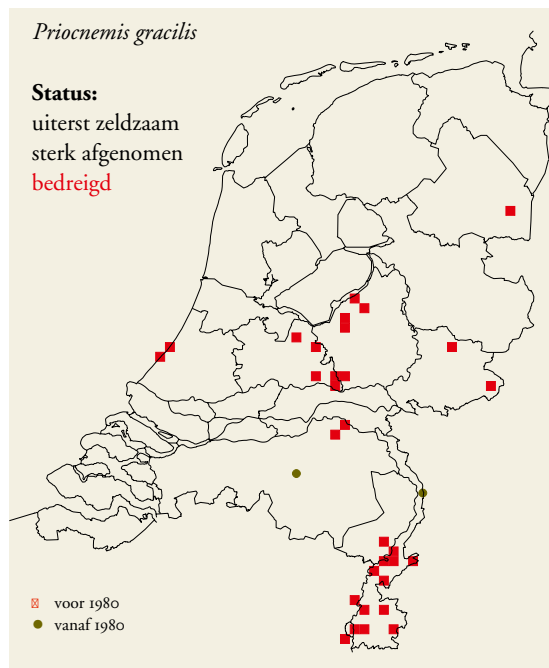 Priocnemis gracilis
Status:
uiterst zeldzaam
sterk afgenomen
bedreigd
voor 1980
vanaf 1980